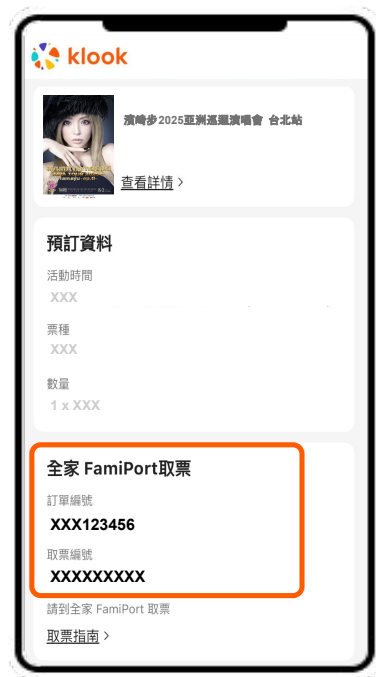 klook
濱崎步2025亞洲巡迴演唱會 台北站
查看詳情 >
預訂資料
活動時間
XXX
票種
XXX
數量
1 x XXX
全家 FamiPort取票
訂單編號
XXX123456
取票編號
XXXXXXXXX
請到全家 FamiPort 取票
取票指南 >